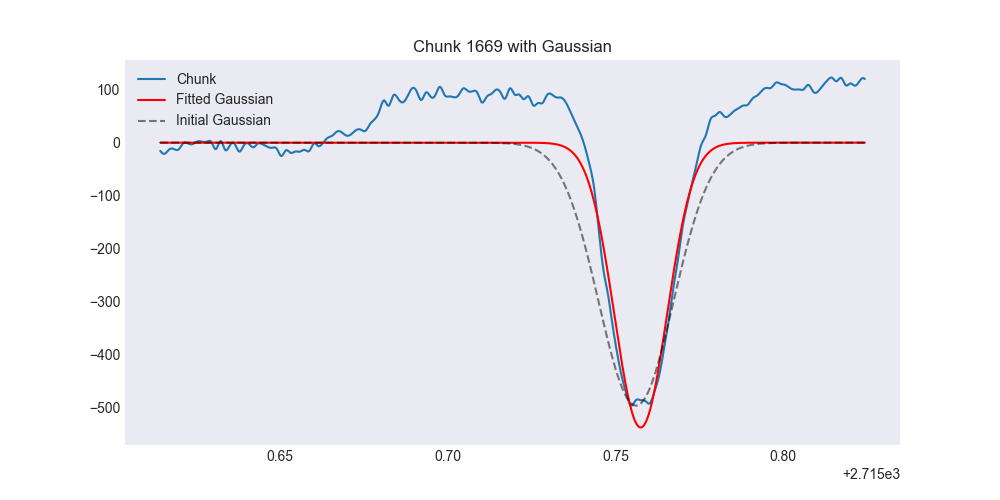 Chunk 1669 with Gaussian
Chunk
Fitted Gaussian
Initial Gaussian
100
0
−100
−200
−300
−400
−500
0.65 0.70 0.75 0.80
+2.715e3